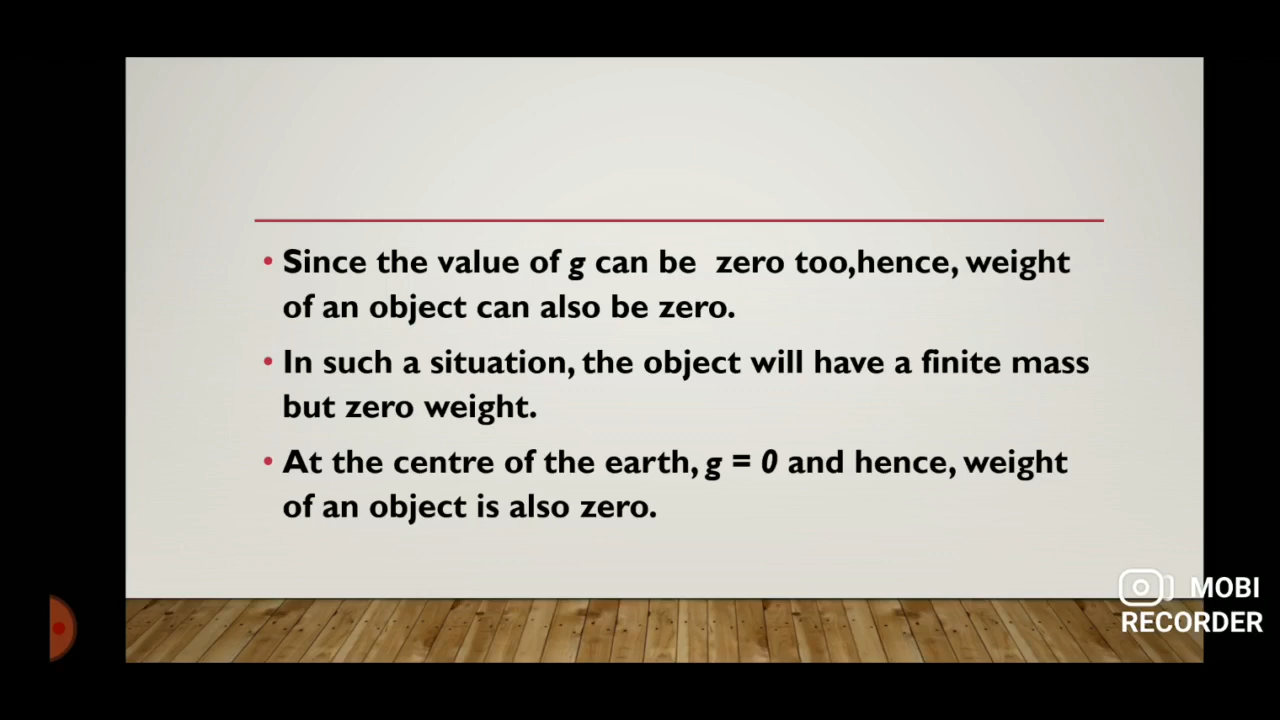 • Since the value of g can be zero too,hence, weight
of an object can also be zero.
• In such a situation, the object will have a finite mass
but zero weight.
• At the centre of the earth, g = 0 and hence, weight
of an object is also zero.
MOBI
RECORDER